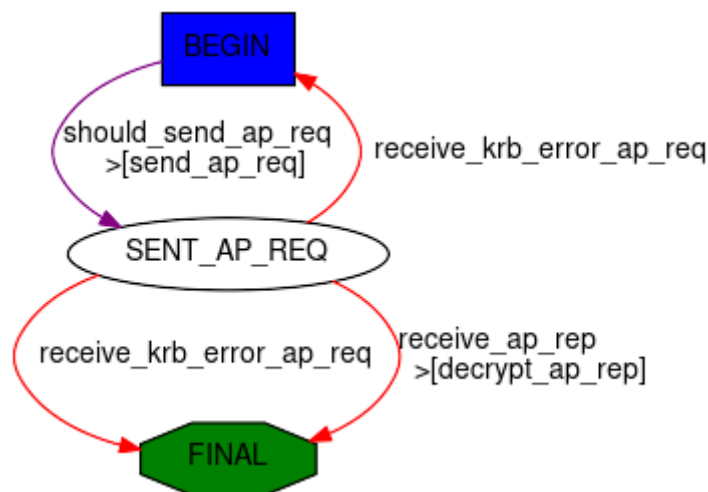 BEGIN
should_send_ap_req
>[send_ap_req]
receive_krb_error_ap_req
SENT_AP_REQ
receive_krb_error_ap_req
receive_ap_rep
>[decrypt_ap_rep]
FINAL